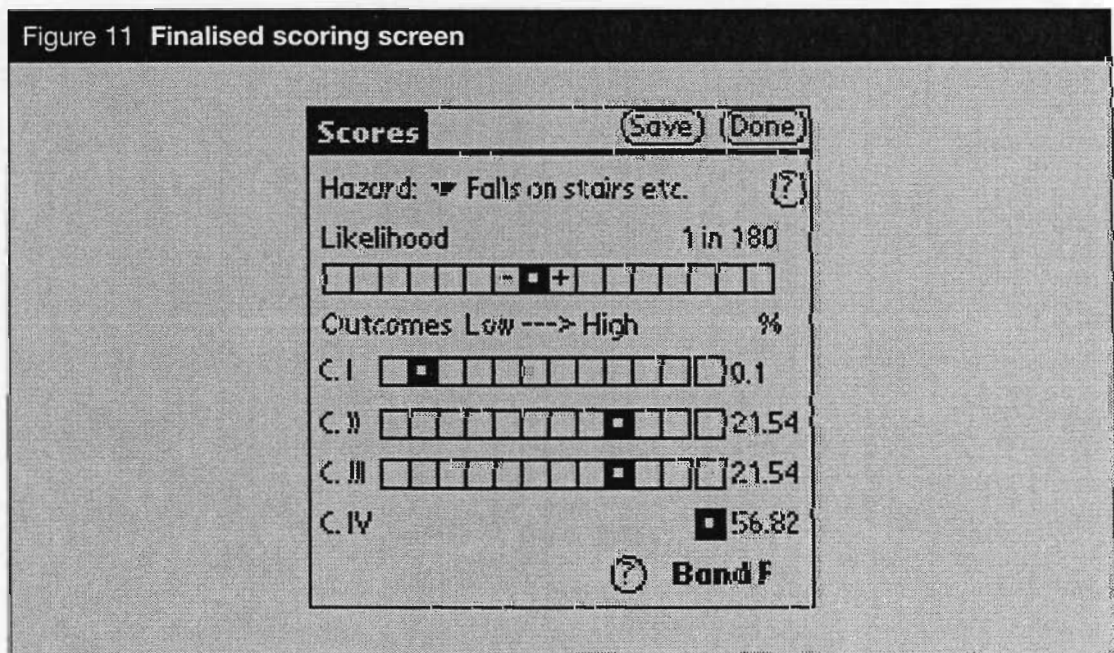 Figure 11 Finalised scoring screen
Scores Save Done
Hazard: Falls on stairs etc. ?
Likelihood 1 in 180
- +
Outcomes Low ---> High %
C. I 0.1
C. II 21.54
C. III 21.54
C. IV 56.82
? Band F